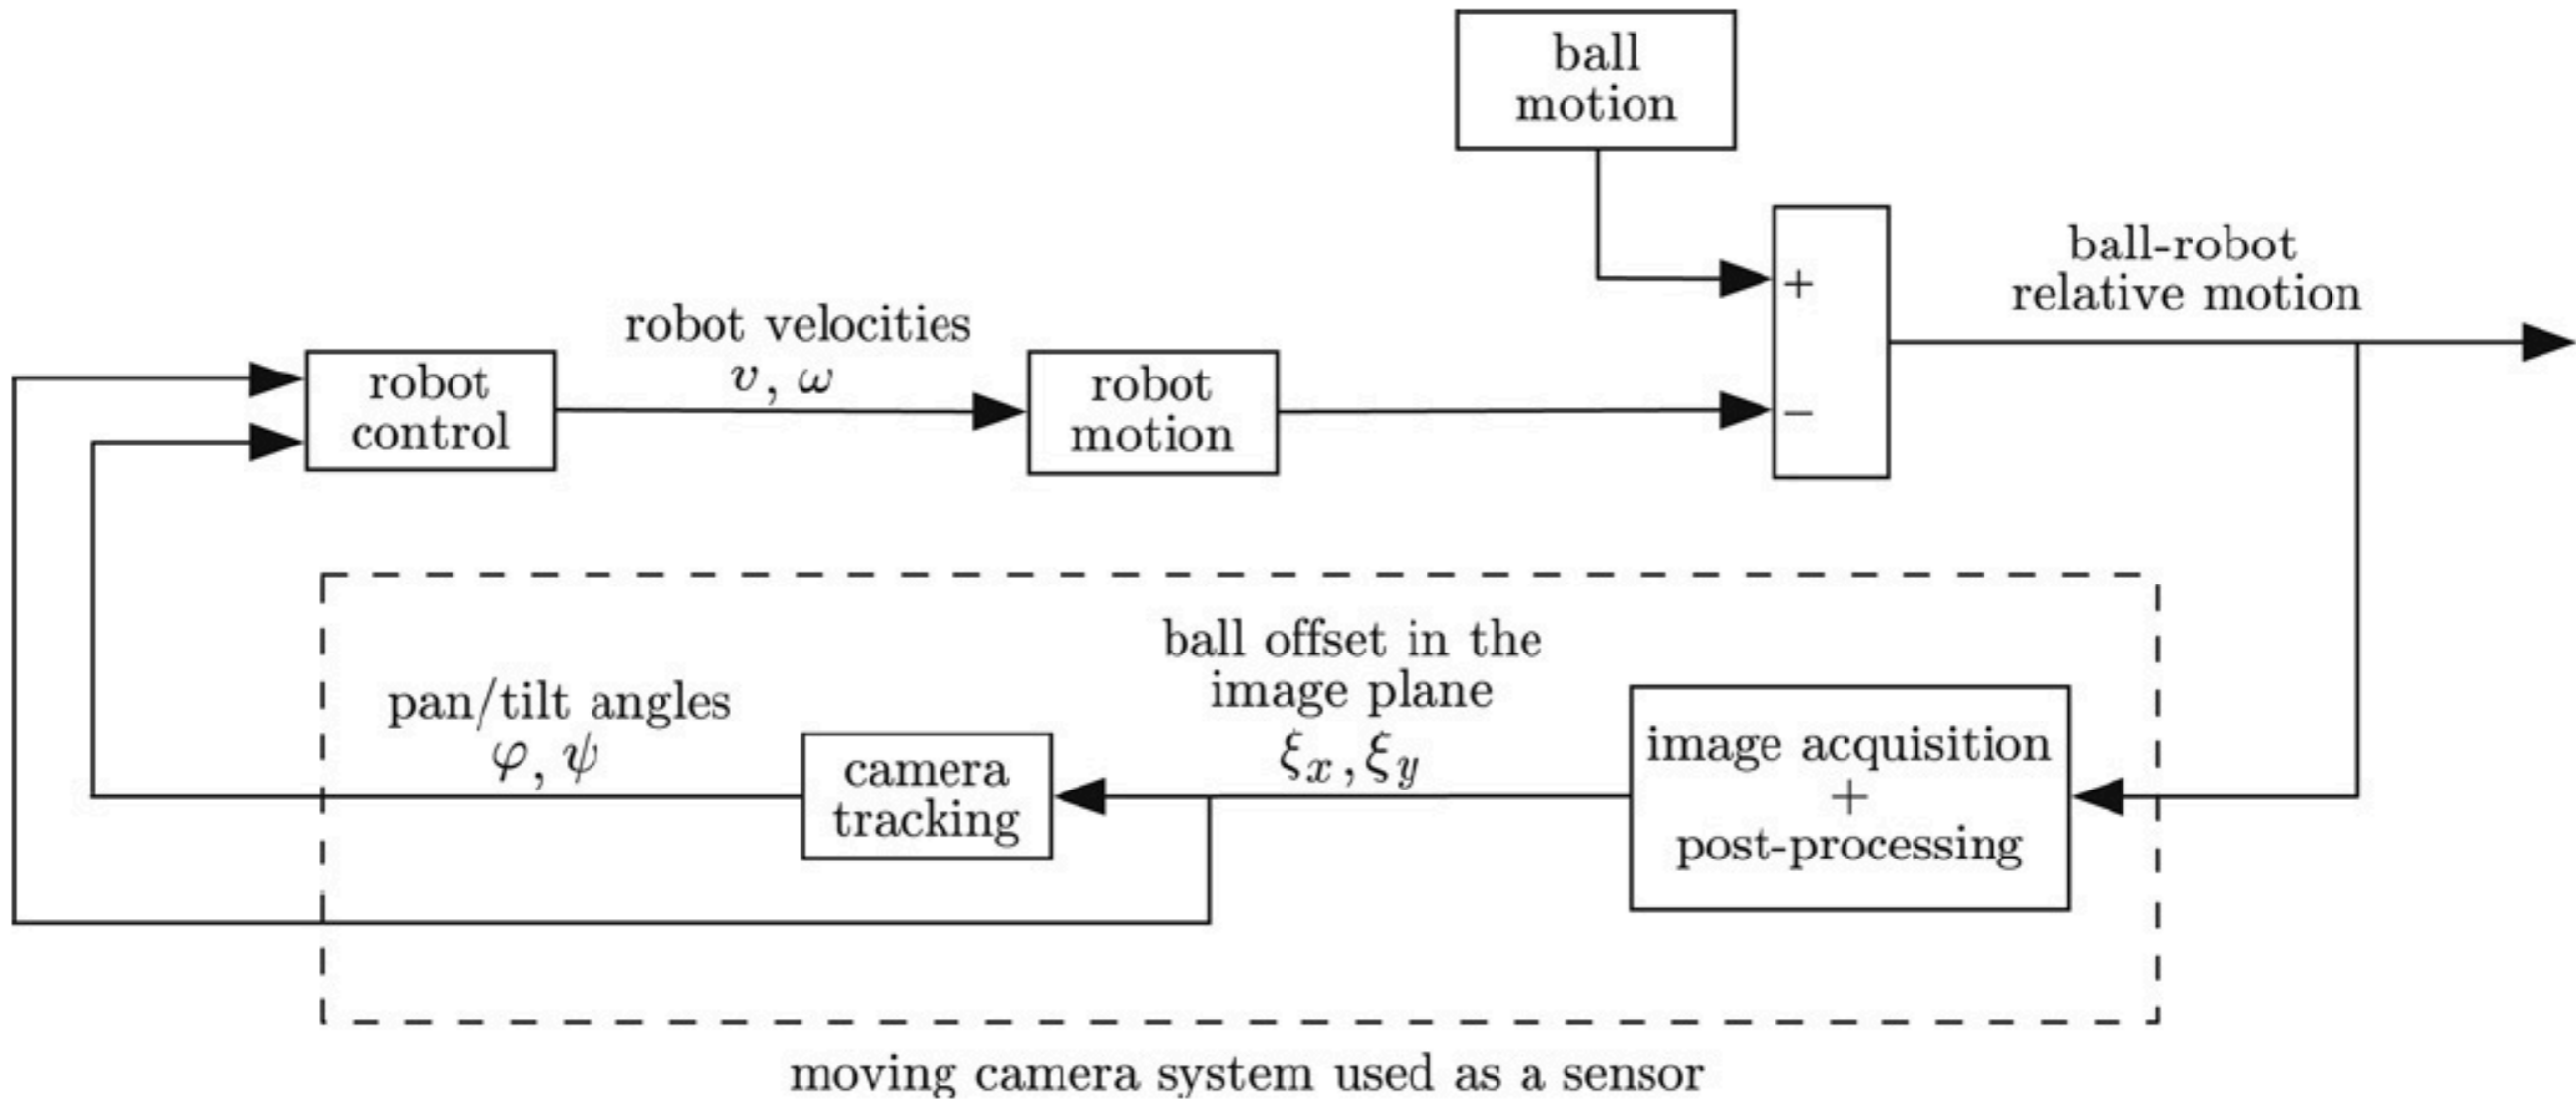 ball
motion
+
−
ball-robot
relative motion
robot velocities
v, ω
robot
control
robot
motion
ball offset in the
image plane
ξx, ξy
pan/tilt angles
φ, ψ
camera
tracking
image acquisition
+
post-processing
moving camera system used as a sensor